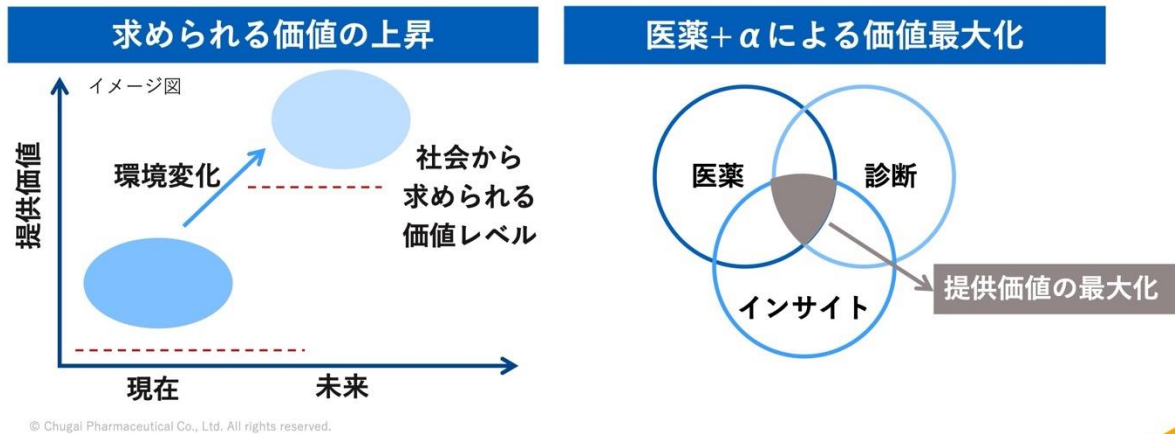 求められる価値の上昇
イメージ図
提供価値
環境変化
社会から
求められる
価値レベル
現在
未来
© Chugai Pharmaceutical Co., Ltd. All rights reserved.
医薬+αによる価値最大化
医薬
診断
インサイト
提供価値の最大化